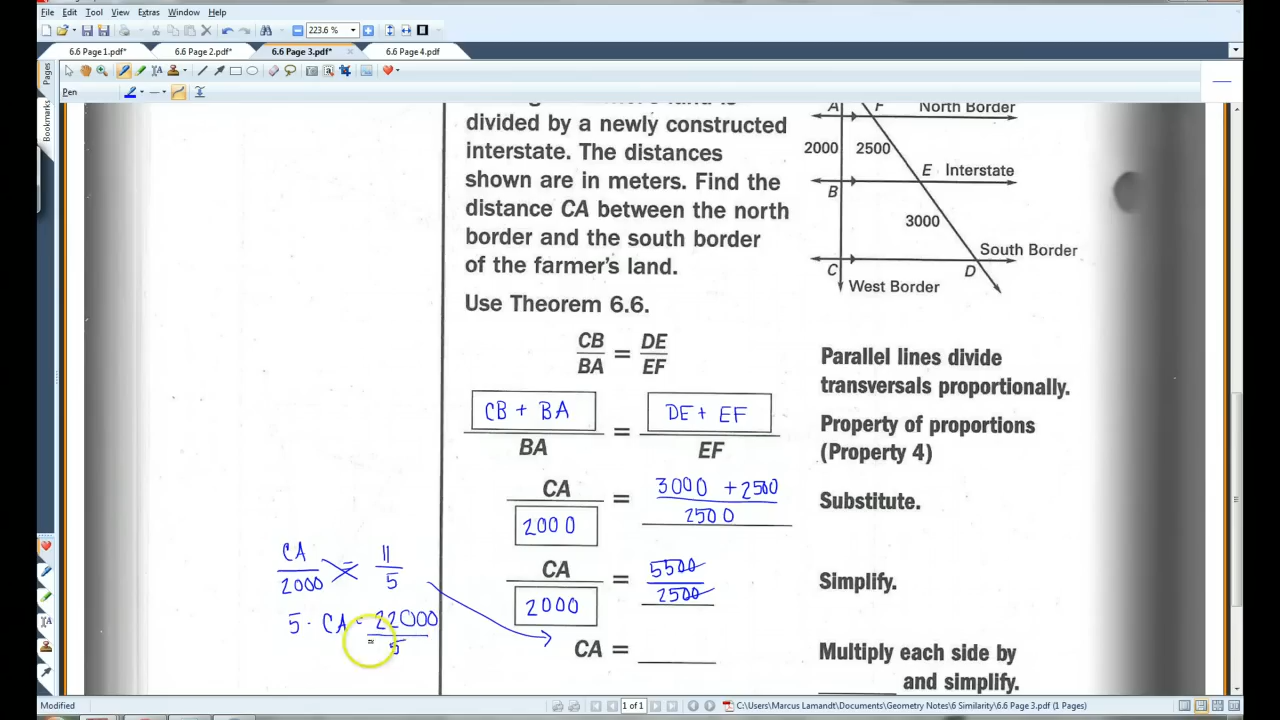 File Edit View Tools Comments Window Help
223.6 %
6.6 Page 1.pdf* 6.6 Page 2.pdf* 6.6 Page 3.pdf* 6.6 Page 4.pdf
Pen
Pages
Bookmarks
divided by a newly constructed
interstate. The distances
shown are in meters. Find the
distance CA between the north
border and the south border
of the farmer's land.
A F North Border
2000 2500
E Interstate
B
3000
South Border
C D
West Border
Use Theorem 6.6.
CB = DE
BA EF
Parallel lines divide
transversals proportionally.
CB + BA = DE + EF
BA EF
Property of proportions
(Property 4)
CA = 3000 + 2500
2000 2500
Substitute.
CA = 5500
2000 2500
Simplify.
CA = 11
2000 5
5 · CA = 22000
= 5
CA =
Multiply each side by
and simplify.
Modified
1 of 1
C:\Users\Marcus Lamandt\Documents\Geometry Notes\6 Similarity\6.6 Page 3.pdf (1 Pages)